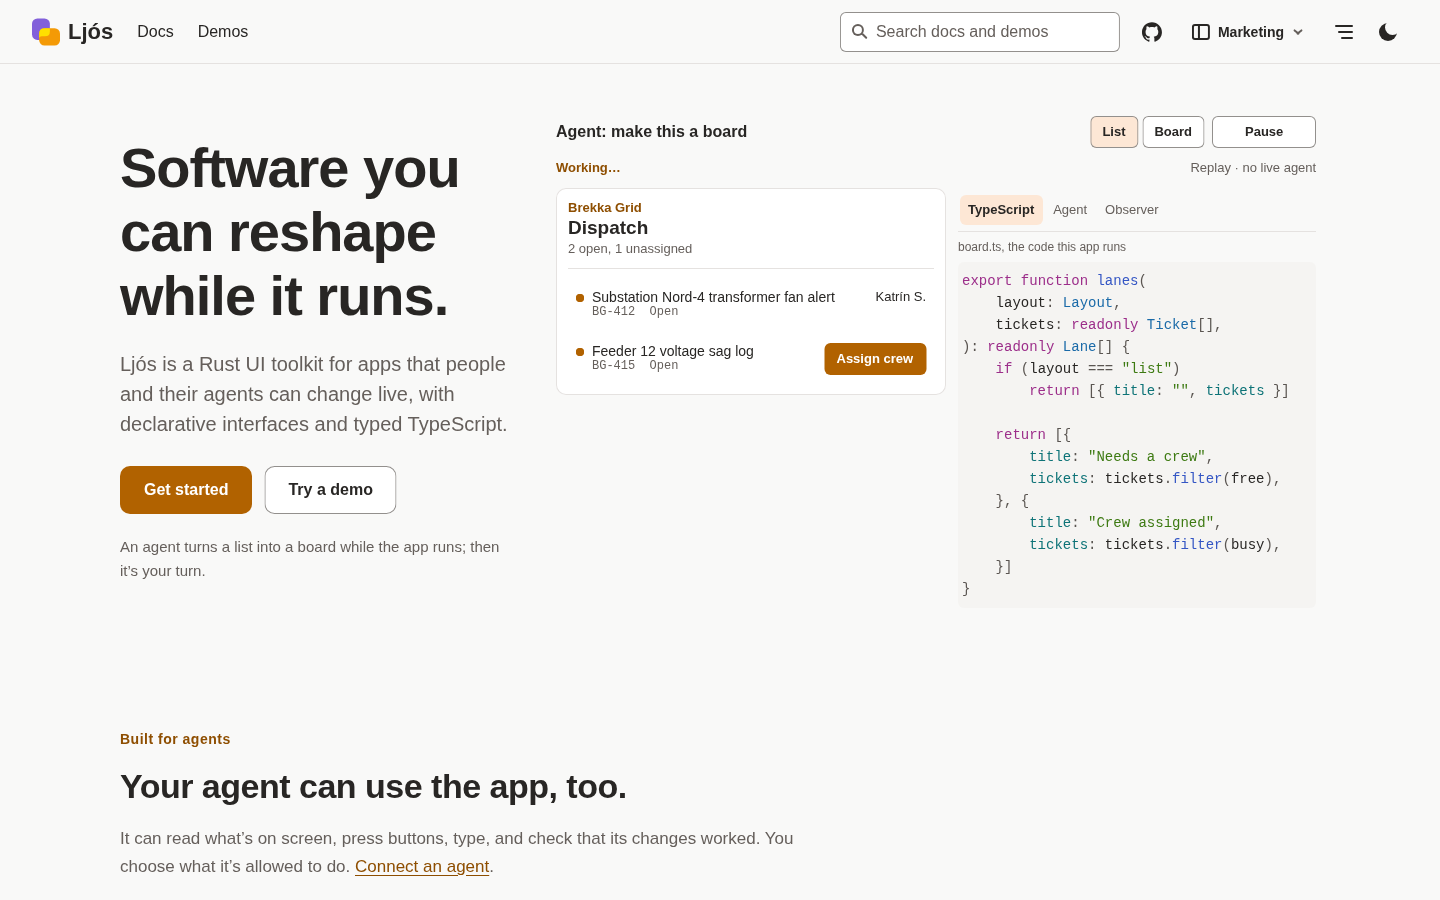 Ljós
Docs
Demos
Search docs and demos
Marketing
Software you
can reshape
while it runs.
Ljós is a Rust UI toolkit for apps that people
and their agents can change live, with
declarative interfaces and typed TypeScript.
Get started
Try a demo
An agent turns a list into a board while the app runs; then
it’s your turn.
Agent: make this a board
List
Board
Pause
Working…
Replay · no live agent
Brekka Grid
Dispatch
2 open, 1 unassigned
Substation Nord-4 transformer fan alert
Katrín S.
BG-412 Open
Feeder 12 voltage sag log
BG-415 Open
Assign crew
TypeScript
Agent
Observer
board.ts, the code this app runs
export function lanes(
    layout: Layout,
    tickets: readonly Ticket[],
): readonly Lane[] {
    if (layout === "list")
        return [{ title: "", tickets }]
    return [{
        title: "Needs a crew",
        tickets: tickets.filter(free),
    }, {
        title: "Crew assigned",
        tickets: tickets.filter(busy),
    }]
}
Built for agents
Your agent can use the app, too.
It can read what’s on screen, press buttons, type, and check that its changes worked. You
choose what it’s allowed to do. Connect an agent.